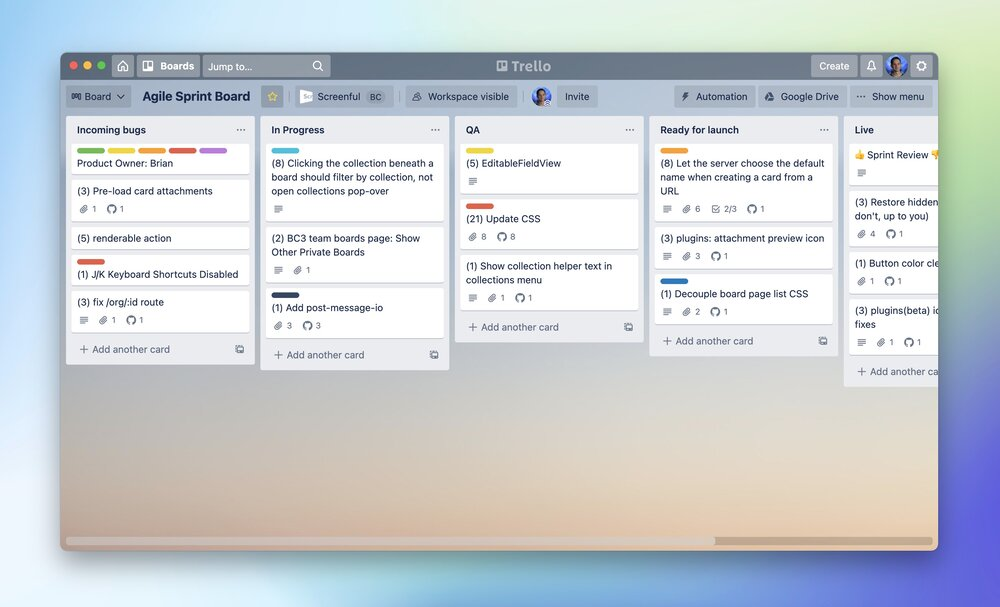 Boards
Jump to...
Trello
Create
Board
Agile Sprint Board
Screenful
BC
Workspace visible
Invite
Automation
Google Drive
Show menu
Incoming bugs
Product Owner: Brian
(3) Pre-load card attachments
1 1
(5) renderable action
(1) J/K Keyboard Shortcuts Disabled
(3) fix /org/:id route
1 1
Add another card
In Progress
(8) Clicking the collection beneath a
board should filter by collection, not
open collections pop-over
(2) BC3 team boards page: Show
Other Private Boards
1
(1) Add post-message-io
3 3
Add another card
QA
(5) EditableFieldView
(21) Update CSS
8 8
(1) Show collection helper text in
collections menu
1 1
Add another card
Ready for launch
(8) Let the server choose the default
name when creating a card from a
URL
6 2/3 1
(3) plugins: attachment preview icon
3 1
(1) Decouple board page list CSS
2 1
Add another card
Live
👍 Sprint Review 👎
(3) Restore hidden
don't, up to you)
4 1
(1) Button color cle
1 1
(3) plugins(beta) ic
fixes
1 1
Add another ca